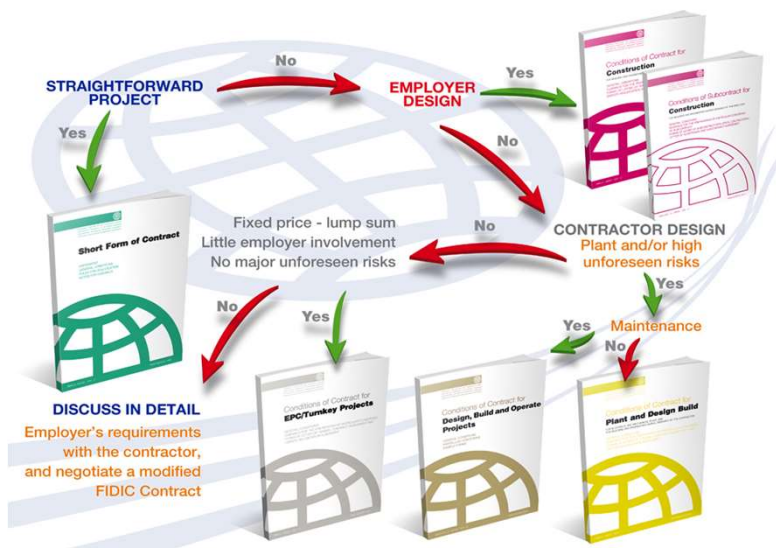 No
STRAIGHTFORWARD
PROJECT
EMPLOYER
DESIGN
Yes
Conditions of Contract for
Construction
Conditions of Subcontract for
Construction
Yes
No
Short Form of Contract
Fixed price - lump sum
Little employer involvement
No major unforeseen risks
No
CONTRACTOR DESIGN
Plant and/or high
unforeseen risks
No
Yes
Yes
Yes
Maintenance
No
DISCUSS IN DETAIL
Employer's requirements
with the contractor,
and negotiate a modified
FIDIC Contract
Conditions of Contract for
EPC/Turnkey Projects
Conditions of Contract for
Design, Build and Operate
Projects
Conditions of Contract for
Plant and Design Build